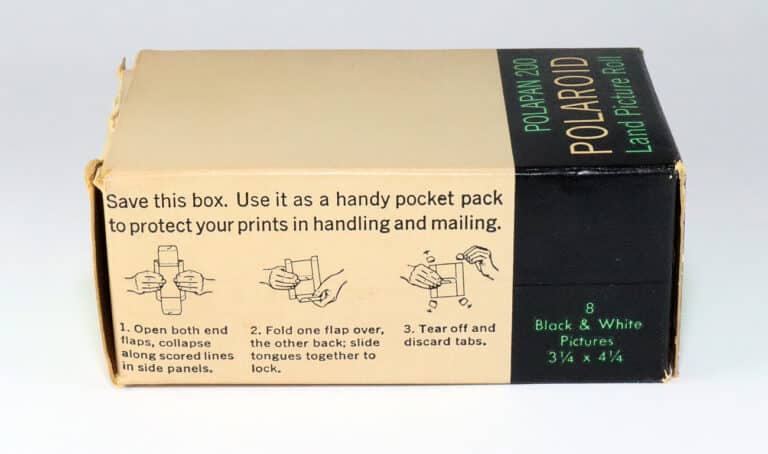 POLAPAN 200
POLAROID
Land Picture Roll
Save this box. Use it as a handy pocket pack
to protect your prints in handling and mailing.
1. Open both end
flaps, collapse
along scored lines
in side panels.
2. Fold one flap over,
the other back; slide
tongues together to
lock.
3. Tear off and
discard tabs.
8
Black & White
Pictures
3¼ x 4¼